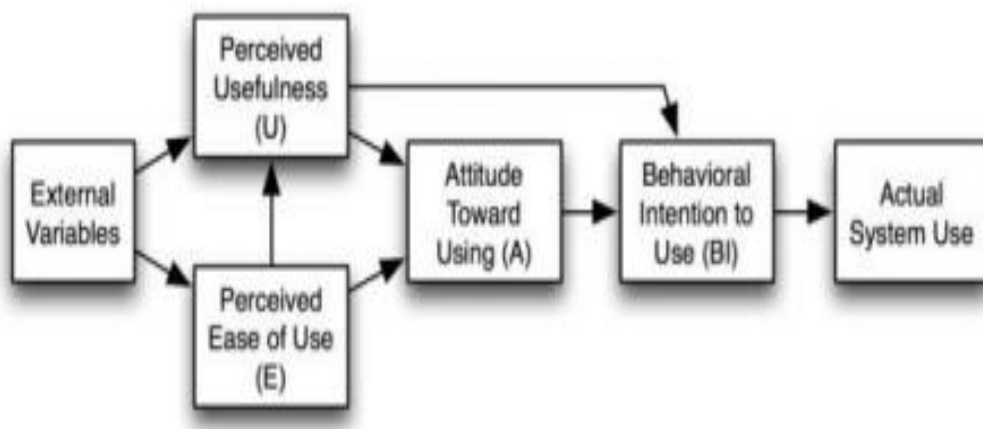 External
Variables
Perceived
Usefulness
(U)
Perceived
Ease of Use
(E)
Attitude
Toward
Using (A)
Behavioral
Intention to
Use (BI)
Actual
System Use